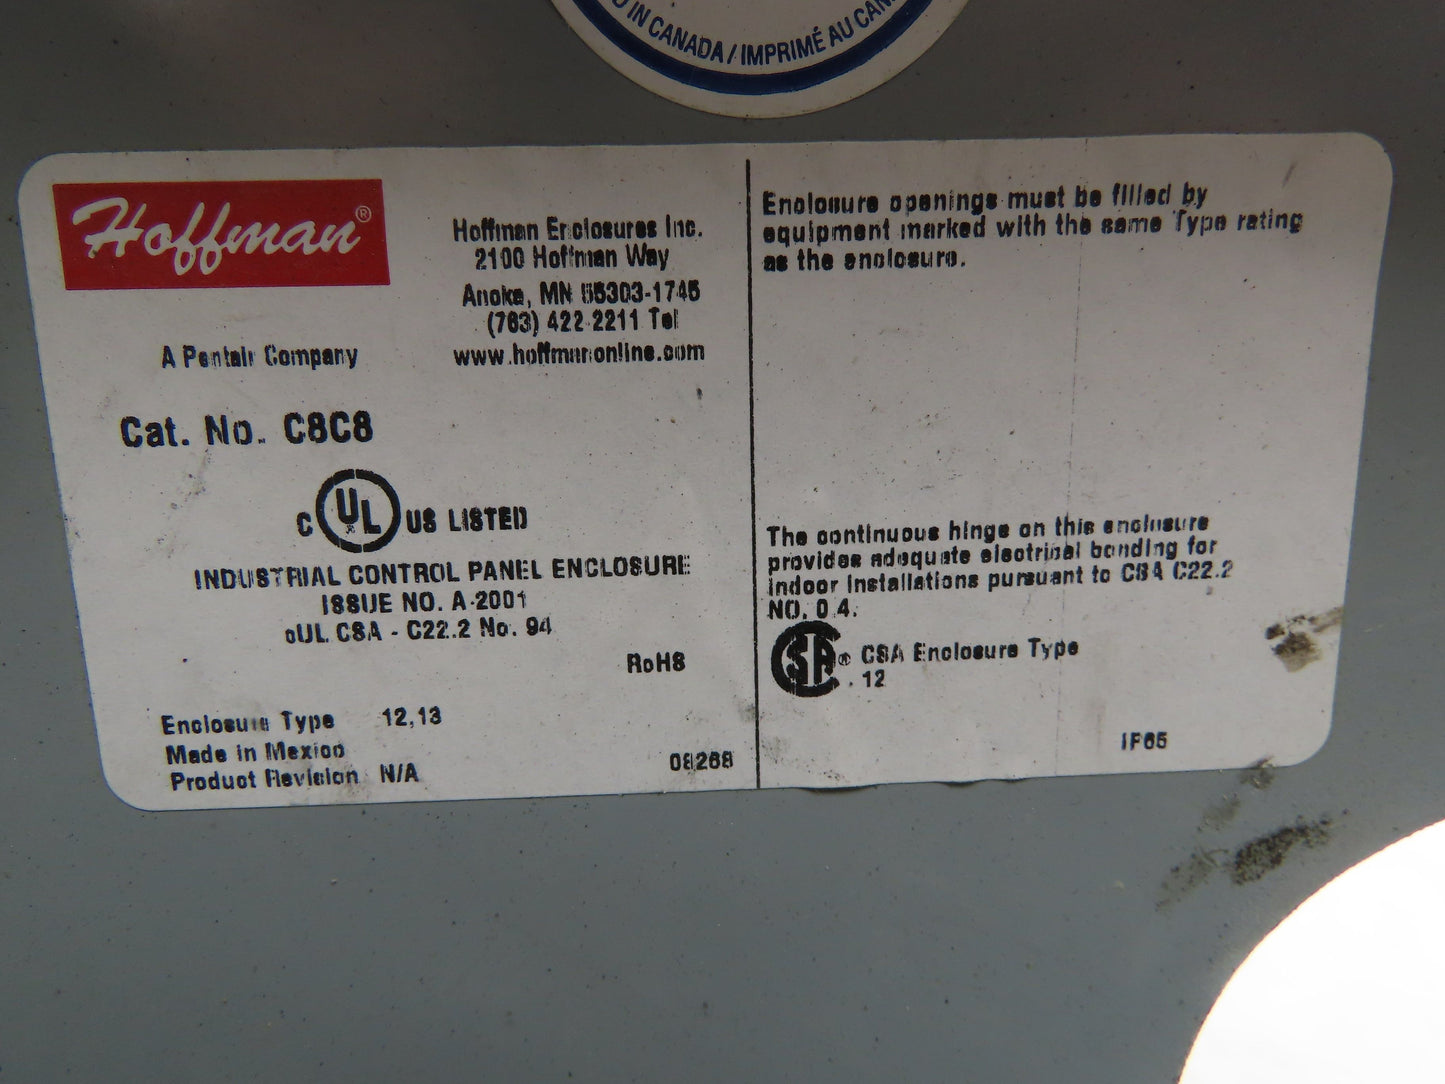 IN CANADA / IMPRIMÉ AU CAN
Hoffman®
A Pentair Company
Hoffman Enclosures Inc.
2100 Hoffman Way
Anoka, MN 55303-1745
(763) 422-2211 Tel
www.hoffmanonline.com
Cat. No. C8C8
C UL US LISTED
INDUSTRIAL CONTROL PANEL ENCLOSURE
ISSUE NO. A-2001
cUL CSA - C22.2 No. 94
RoHS
Enclosure Type 12,13
Made in Mexico
Product Revision N/A
08268
Enclosure openings must be filled by
equipment marked with the same Type rating
as the enclosure.
The continuous hinge on this enclosure
provides adequate electrical bonding for
indoor installations pursuant to CSA C22.2
NO. 0.4.
CSA® CSA Enclosure Type
. 12